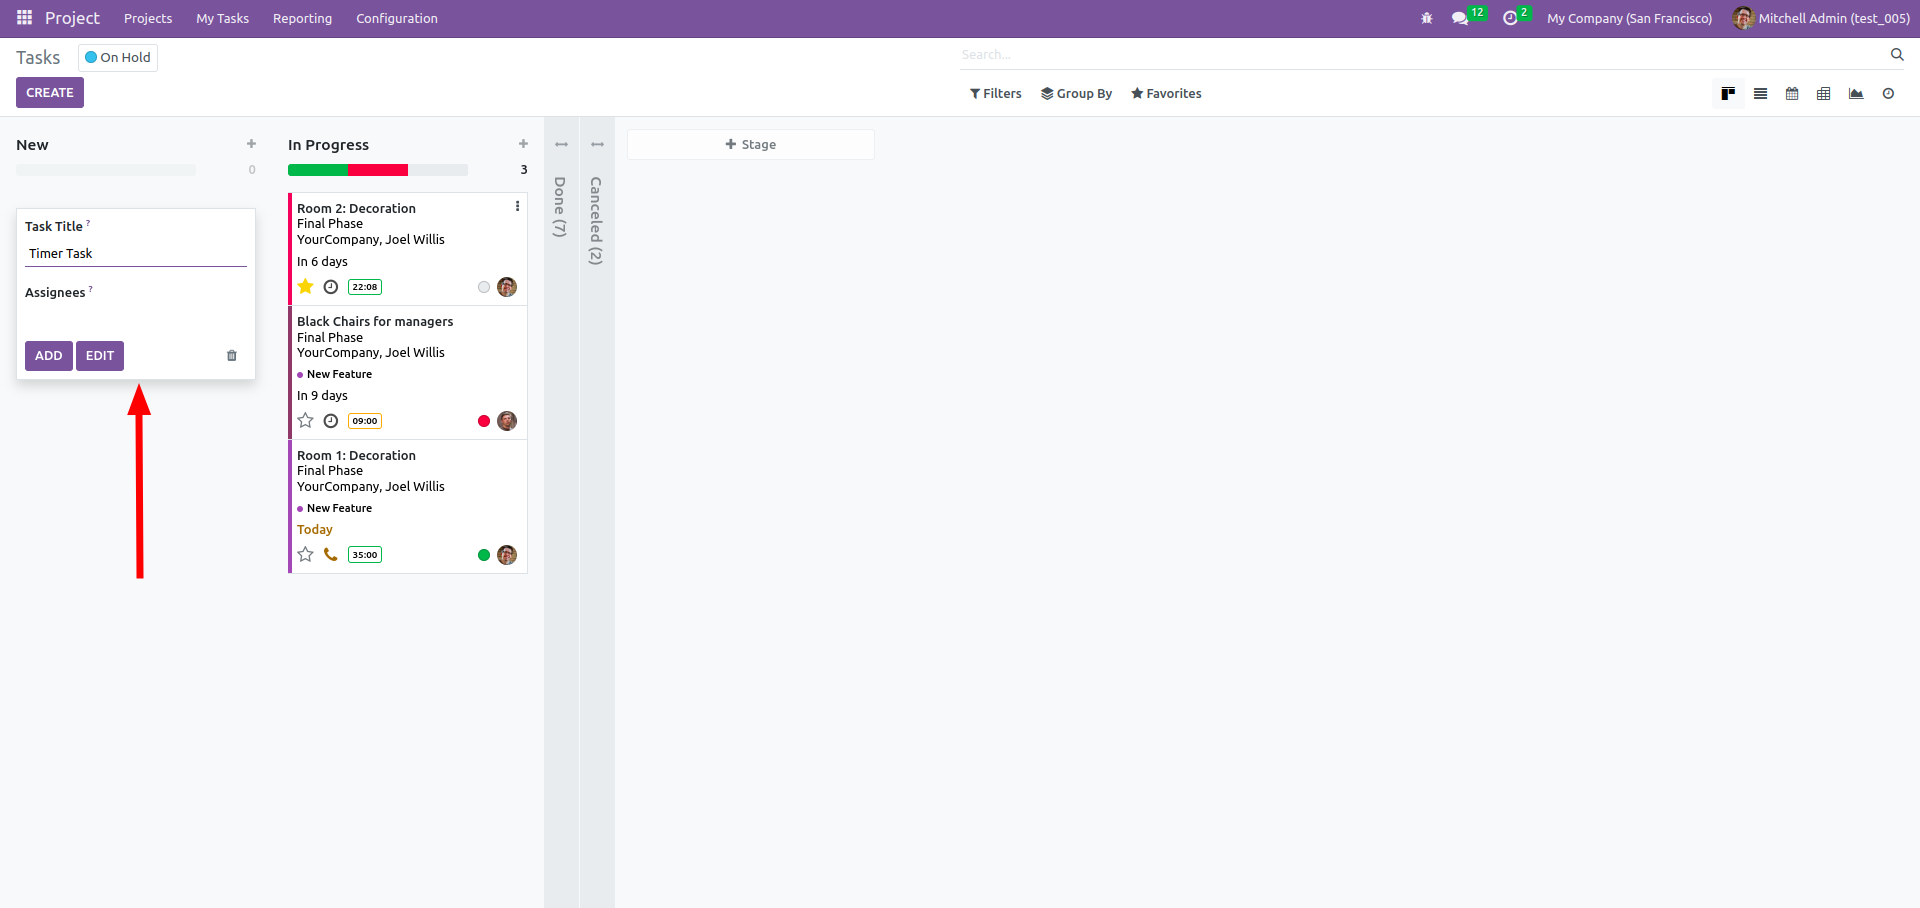 Project Projects My Tasks Reporting Configuration 12 2 My Company (San Francisco) Mitchell Admin (test_005)
Tasks On Hold Search...
CREATE Filters Group By Favorites
New + In Progress + + Stage
0 3
Done (7)
Canceled (2)
Task Title ?
Timer Task
Assignees ?
ADD EDIT
Room 2: Decoration
Final Phase
YourCompany, Joel Willis
In 6 days
22:08
Black Chairs for managers
Final Phase
YourCompany, Joel Willis
New Feature
In 9 days
09:00
Room 1: Decoration
Final Phase
YourCompany, Joel Willis
New Feature
Today
35:00